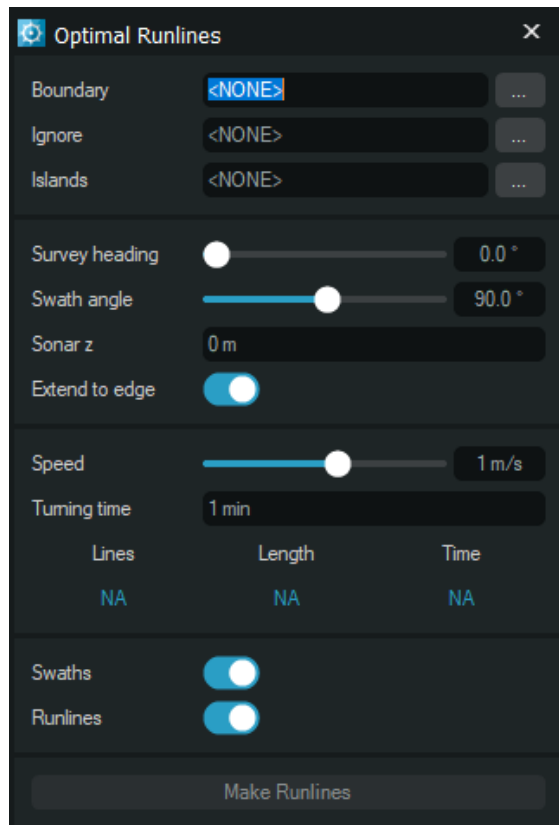 Optimal Runlines
Boundary <NONE> ...
Ignore <NONE> ...
Islands <NONE> ...
Survey heading 0.0 °
Swath angle 90.0 °
Sonar z 0 m
Extend to edge
Speed 1 m/s
Turning time 1 min
Lines Length Time
NA NA NA
Swaths
Runlines
Make Runlines